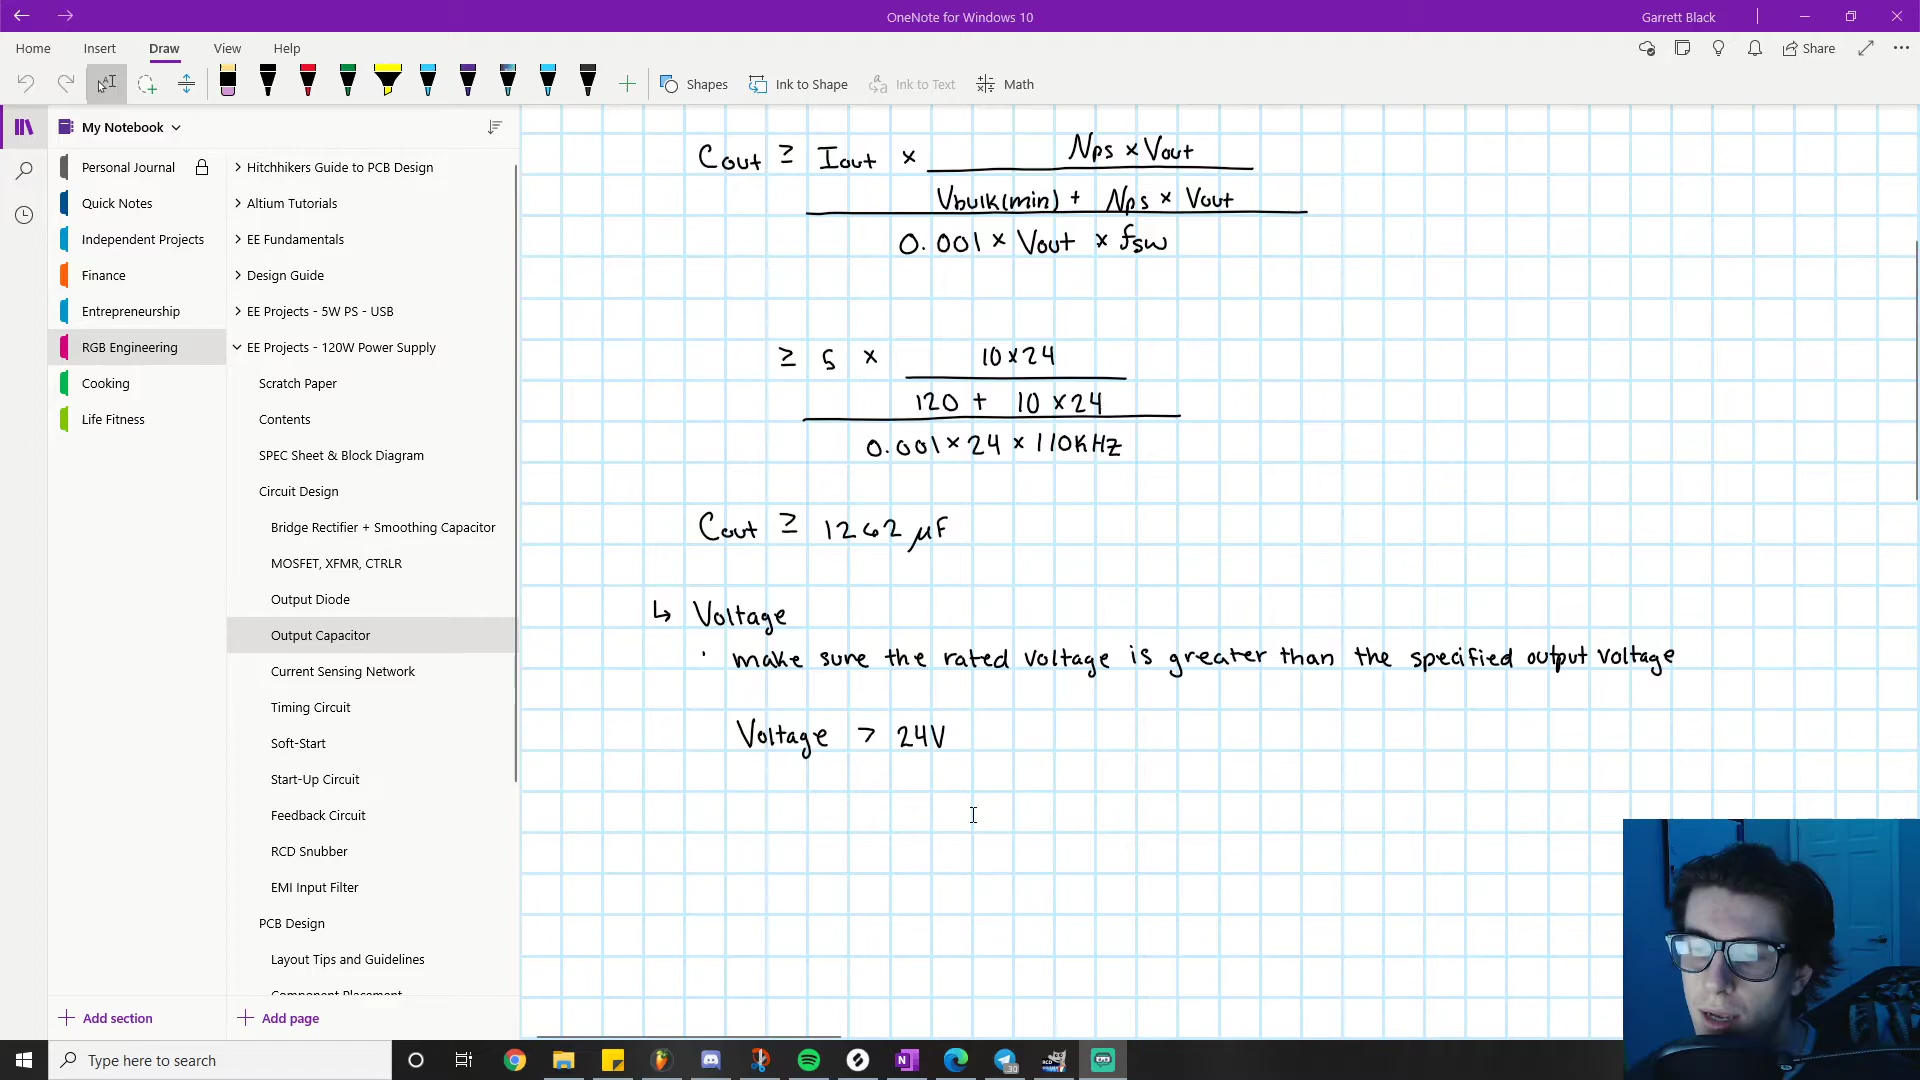 OneNote for Windows 10
Garrett Black
Home
Insert
Draw
View
Help
Share
Shapes
Ink to Shape
Ink to Text
Math
My Notebook
Personal Journal
Quick Notes
Independent Projects
Finance
Entrepreneurship
RGB Engineering
Cooking
Life Fitness
Add section
Hitchhikers Guide to PCB Design
Altium Tutorials
EE Fundamentals
Design Guide
EE Projects - 5W PS - USB
EE Projects - 120W Power Supply
Scratch Paper
Contents
SPEC Sheet & Block Diagram
Circuit Design
Bridge Rectifier + Smoothing Capacitor
MOSFET, XFMR, CTRLR
Output Diode
Output Capacitor
Current Sensing Network
Timing Circuit
Soft-Start
Start-Up Circuit
Feedback Circuit
RCD Snubber
EMI Input Filter
PCB Design
Layout Tips and Guidelines
Component Placement
Add page
Nps × Vout
Cout ≥ Iout ×
Vbulk(min) + Nps × Vout
0.001 × Vout × fsw
≥ 5 × 10×24
120 + 10 ×24
0.001 × 24 × 110KHz
Cout ≥ 1262 µF
↳ Voltage
· make sure the rated voltage is greater than the specified output voltage
Voltage > 24V
Type here to search
30